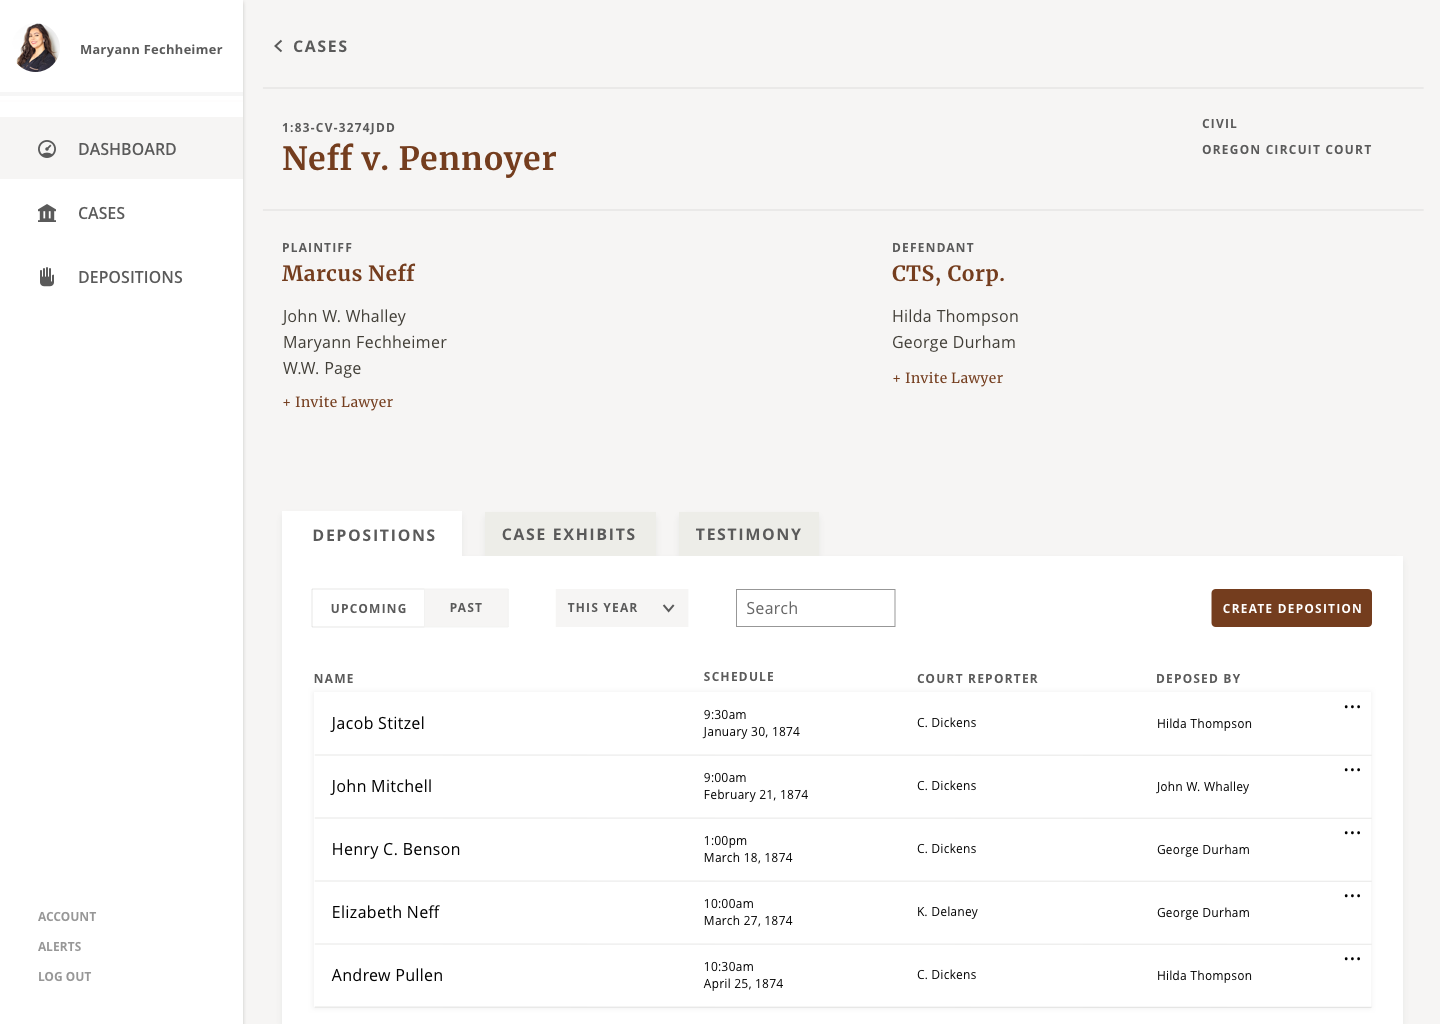 Maryann Fechheimer
DASHBOARD
CASES
DEPOSITIONS
ACCOUNT
ALERTS
LOG OUT
CASES
1:83-CV-3274JDD
Neff v. Pennoyer
CIVIL
OREGON CIRCUIT COURT
PLAINTIFF
Marcus Neff
John W. Whalley
Maryann Fechheimer
W.W. Page
+ Invite Lawyer
DEFENDANT
CTS, Corp.
Hilda Thompson
George Durham
+ Invite Lawyer
DEPOSITIONS CASE EXHIBITS TESTIMONY
UPCOMING PAST THIS YEAR Search CREATE DEPOSITION
NAME SCHEDULE COURT REPORTER DEPOSED BY
Jacob Stitzel
9:30am
January 30, 1874
C. Dickens
Hilda Thompson
John Mitchell
9:00am
February 21, 1874
C. Dickens
John W. Whalley
Henry C. Benson
1:00pm
March 18, 1874
C. Dickens
George Durham
Elizabeth Neff
10:00am
March 27, 1874
K. Delaney
George Durham
Andrew Pullen
10:30am
April 25, 1874
C. Dickens
Hilda Thompson